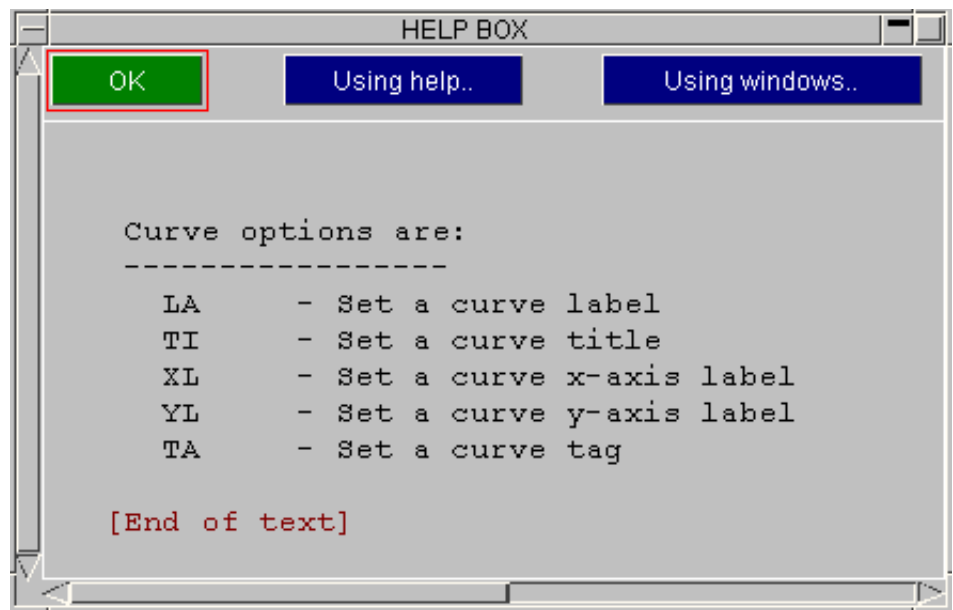 HELP BOX
OK Using help.. Using windows..
Curve options are:
-----------------
LA - Set a curve label
TI - Set a curve title
XL - Set a curve x-axis label
YL - Set a curve y-axis label
TA - Set a curve tag
[End of text]